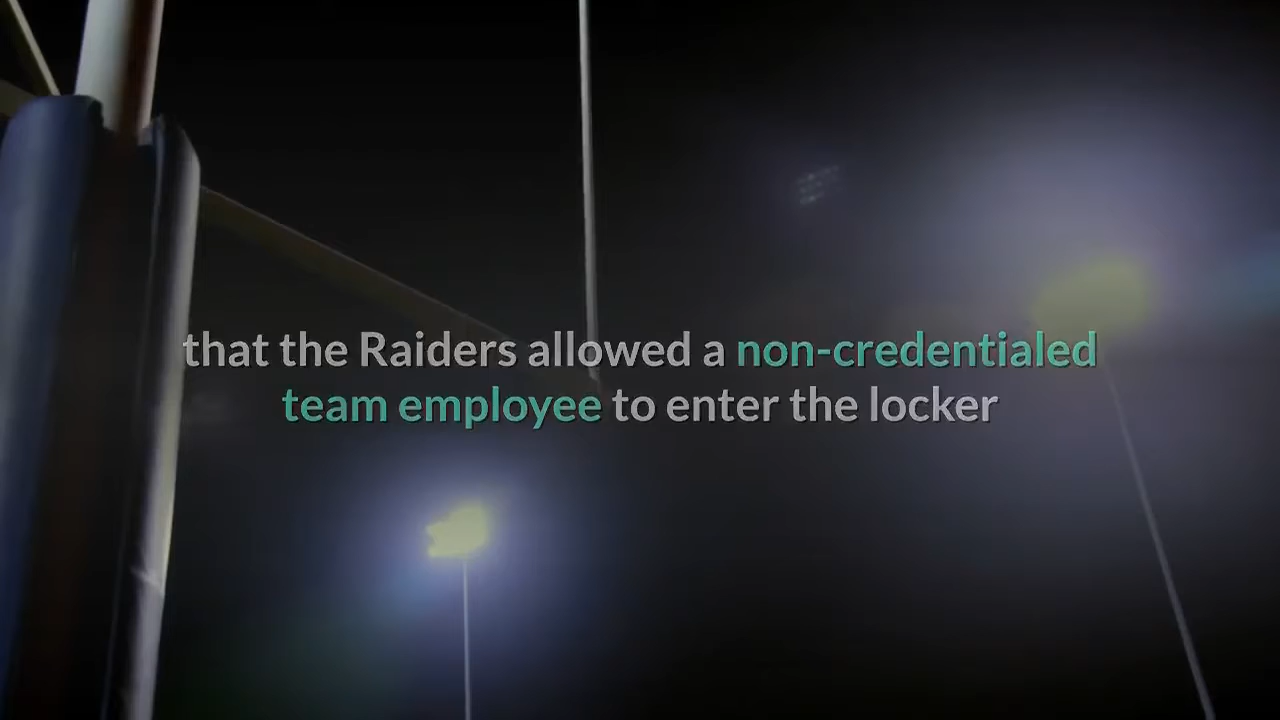 that the Raiders allowed a non-credentialed
team employee to enter the locker